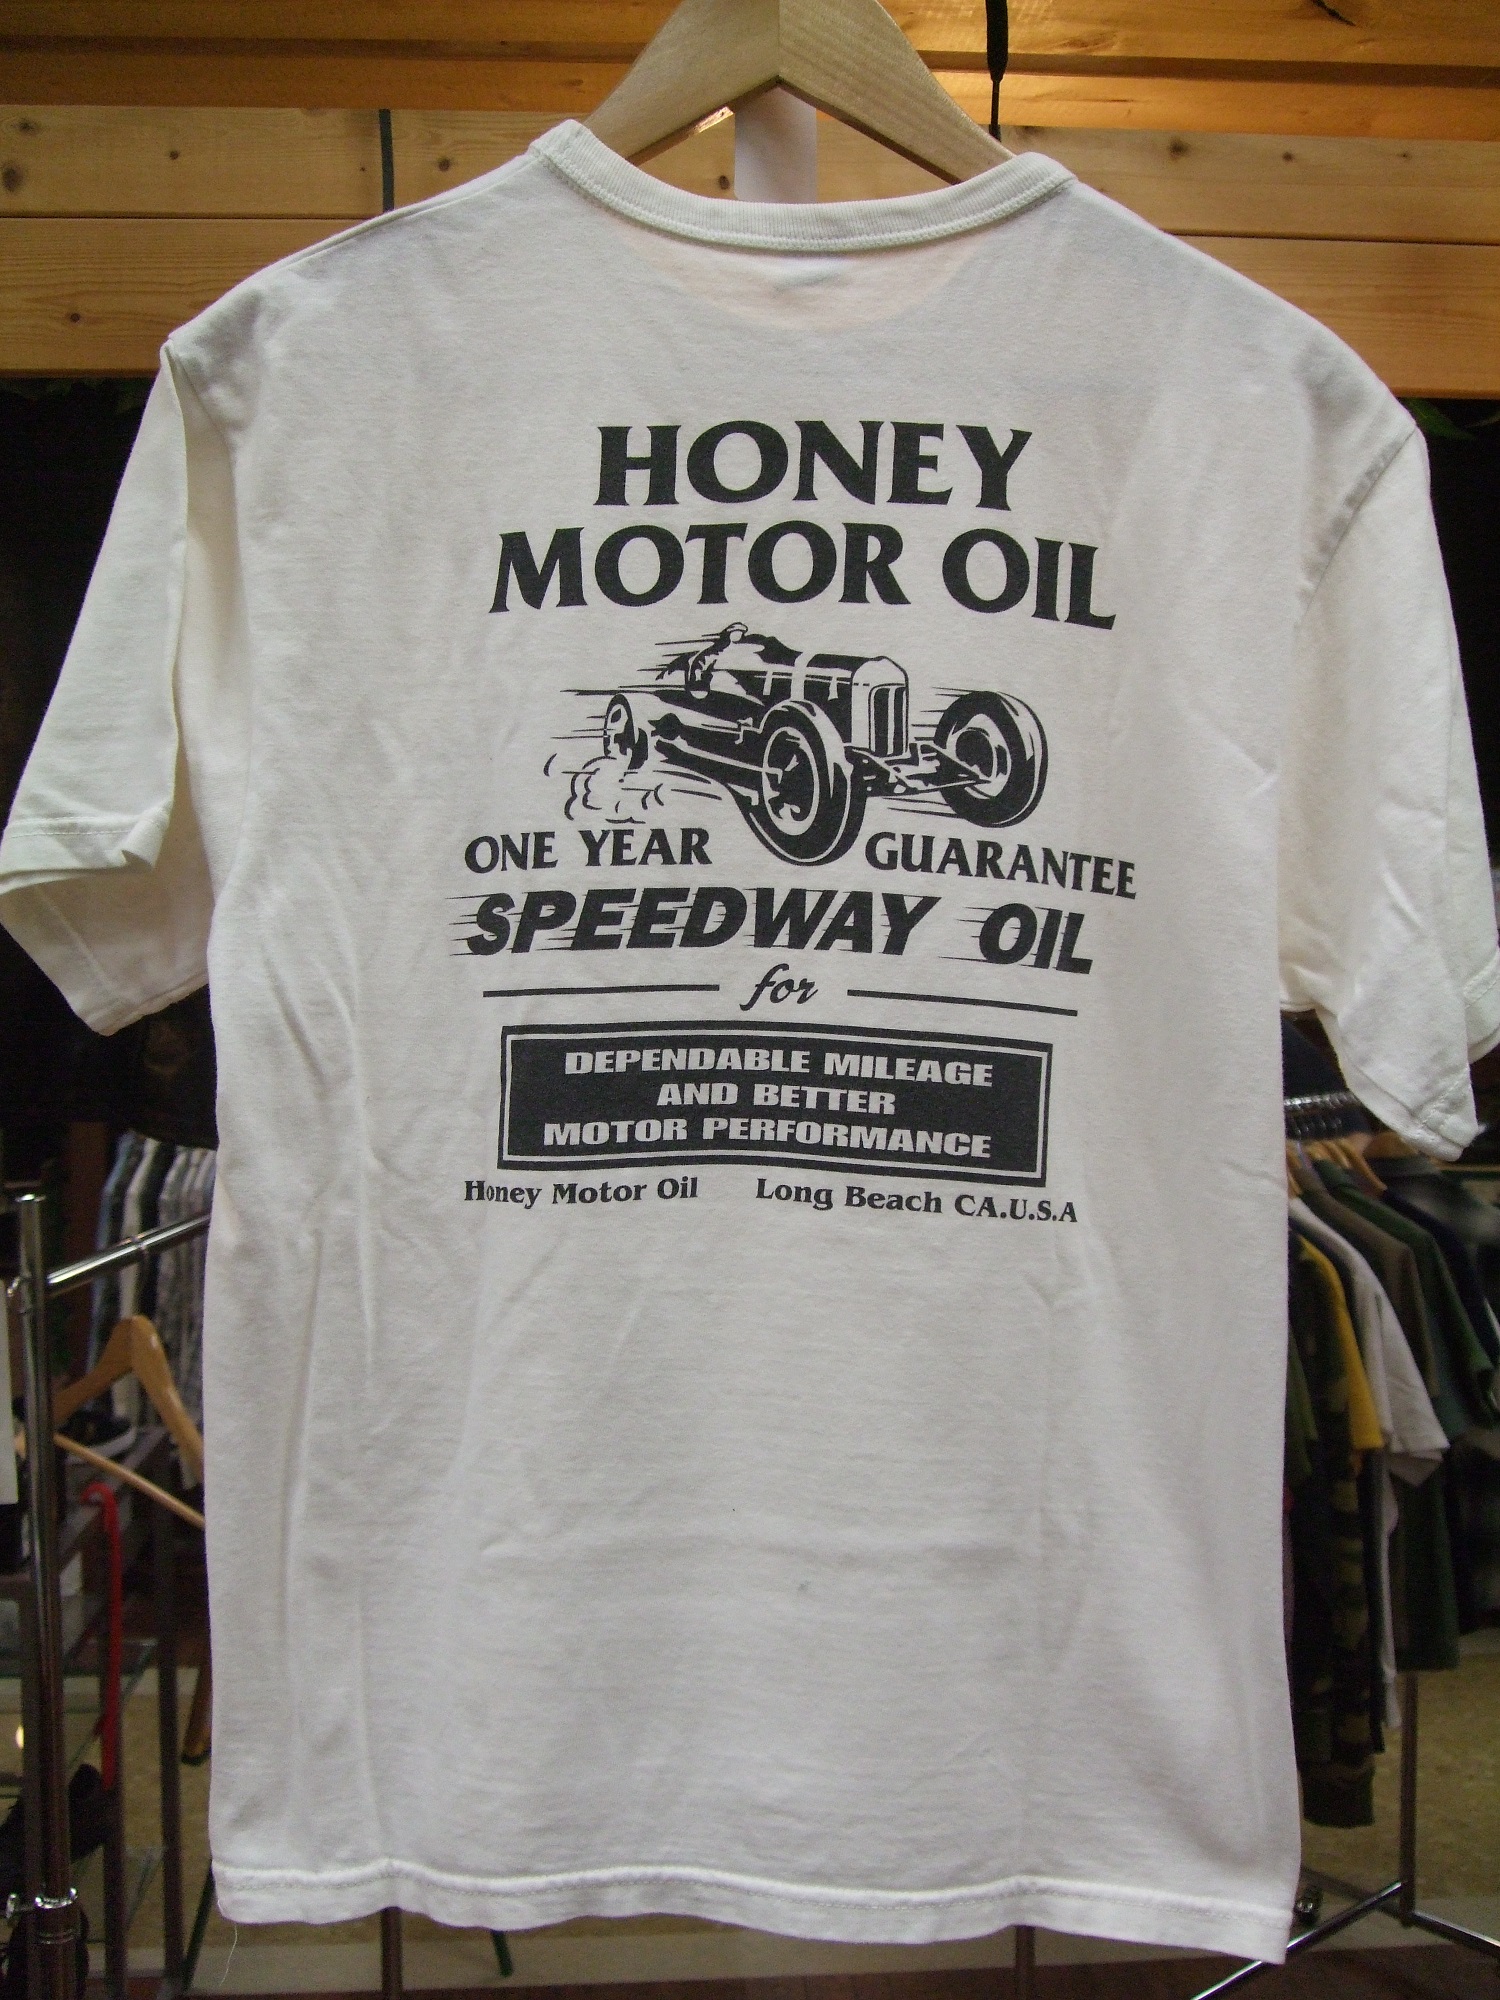 HONEY
MOTOR OIL
ONE YEAR GUARANTEE
SPEEDWAY OIL
for
DEPENDABLE MILEAGE
AND BETTER
MOTOR PERFORMANCE
Honey Motor Oil Long Beach CA.U.S.A